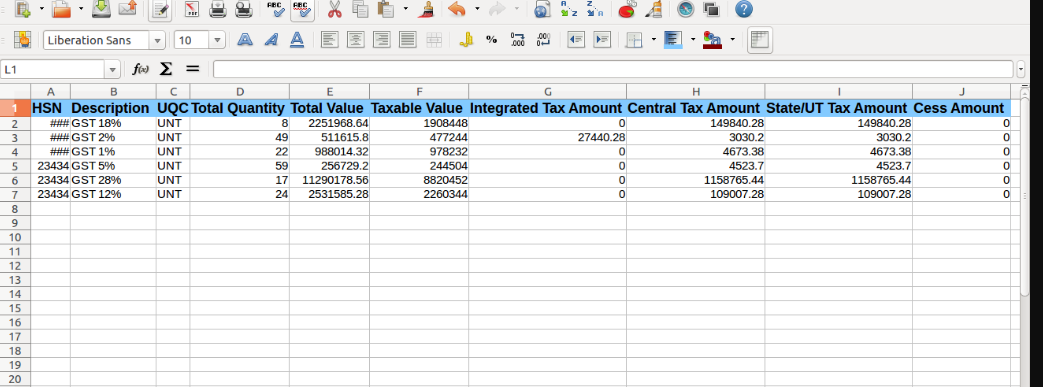 ABC ABC
Liberation Sans 10 A A A % .000 .000
L1 f(x) Σ =
A B C D E F G H I J
1 HSN Description UQC Total Quantity Total Value Taxable Value Integrated Tax Amount Central Tax Amount State/UT Tax Amount Cess Amount
2 ### GST 18% UNT 8 2251968.64 1908448 0 149840.28 149840.28 0
3 ### GST 2% UNT 49 511615.8 477244 27440.28 3030.2 3030.2 0
4 ### GST 1% UNT 22 988014.32 978232 0 4673.38 4673.38 0
5 23434 GST 5% UNT 59 256729.2 244504 0 4523.7 4523.7 0
6 23434 GST 28% UNT 17 11290178.56 8820452 0 1158765.44 1158765.44 0
7 23434 GST 12% UNT 24 2531585.28 2260344 0 109007.28 109007.28 0
8
9
10
11
12
13
14
15
16
17
18
19
20